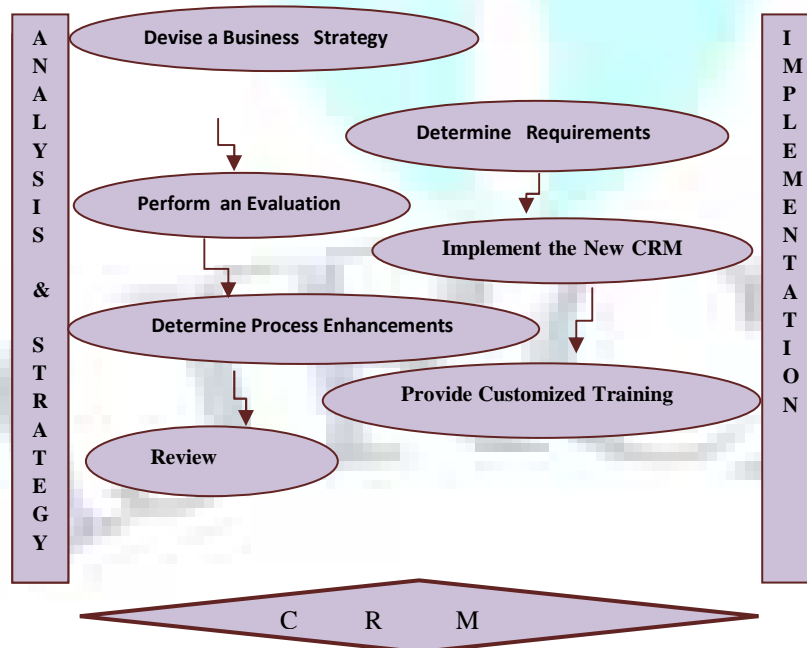 ANALYSIS & STRATEGY
Devise a Business Strategy
Perform an Evaluation
Determine Process Enhancements
Review
Determine Requirements
Implement the New CRM
Provide Customized Training
IMPLEMENTATION
C R M